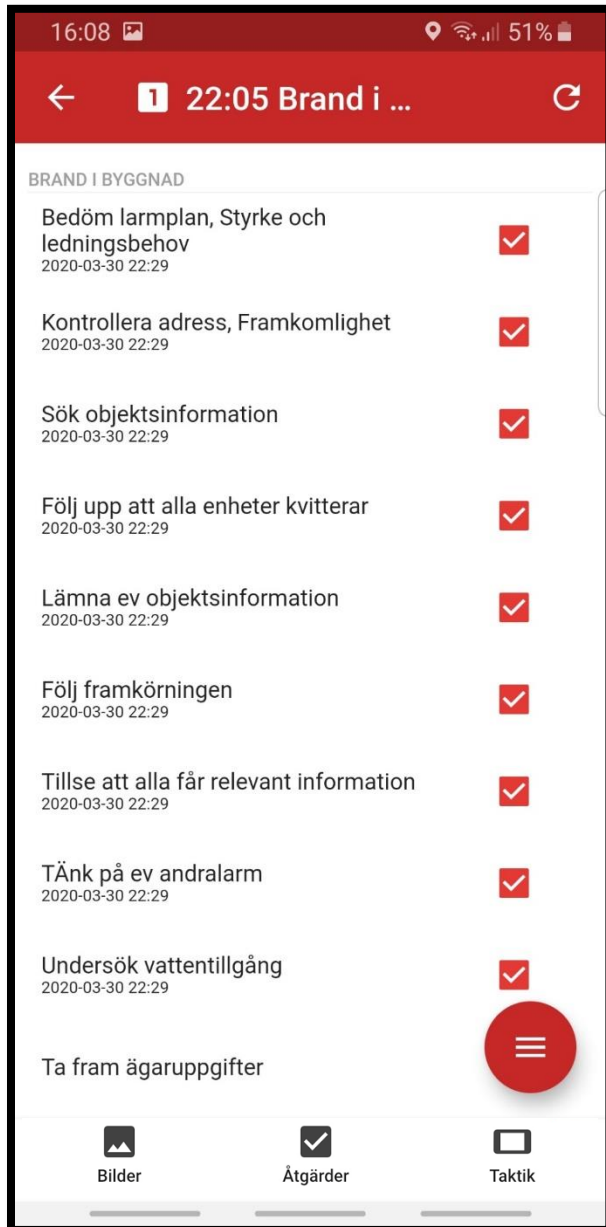 16:08 51%
1 22:05 Brand i ...
BRAND I BYGGNAD
Bedöm larmplan, Styrke och
ledningsbehov
2020-03-30 22:29
Kontrollera adress, Framkomlighet
2020-03-30 22:29
Sök objektsinformation
2020-03-30 22:29
Följ upp att alla enheter kvitterar
2020-03-30 22:29
Lämna ev objektsinformation
2020-03-30 22:29
Följ framkörningen
2020-03-30 22:29
Tillse att alla får relevant information
2020-03-30 22:29
TÄnk på ev andralarm
2020-03-30 22:29
Undersök vattentillgång
2020-03-30 22:29
Ta fram ägaruppgifter
Bilder Åtgärder Taktik